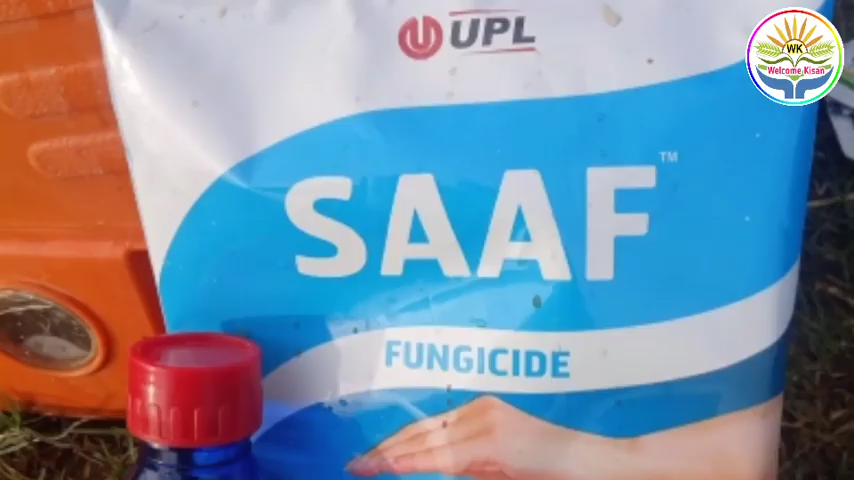 UPL
WK
Welcome Kisan
SAAF™
FUNGICIDE